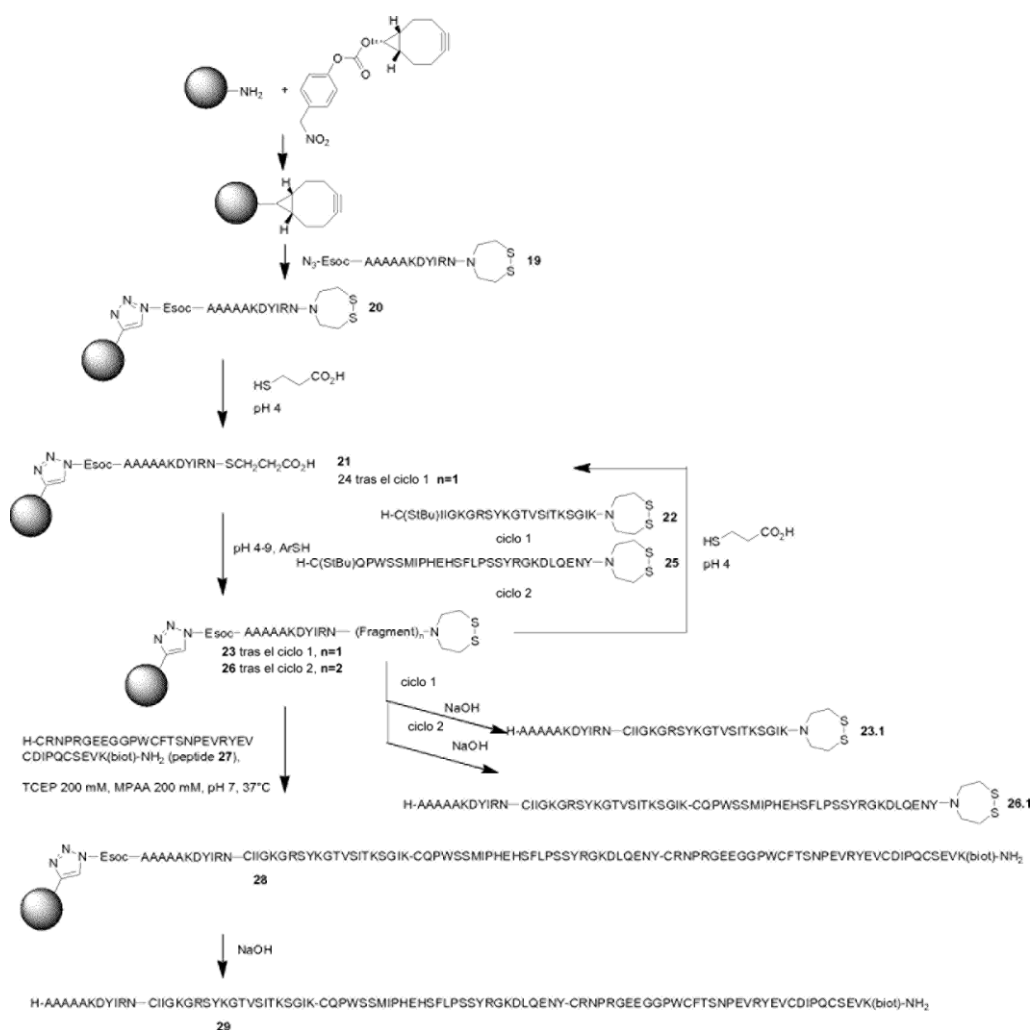 H
O
O
O
H
NH2
+
NO2
H
H
N3-Esoc-AAAAAKDYIRN-N
S
S
19
N
N
N-Esoc-AAAAAKDYIRN-N
S
S
20
HS
CO2H
pH 4
N
N
N-Esoc-AAAAAKDYIRN-SCH2CH2CO2H
21
24 tras el ciclo 1 n=1
H-C(StBu)IIGKGRSYKGTVSITKSGIK-N
S
S
22
ciclo 1
pH 4-9, ArSH
H-C(StBu)QPWSSMIPHEHSFLPSSYRGKDLQENY-N
S
S
25
ciclo 2
HS
CO2H
pH 4
N
N
N-Esoc-AAAAAKDYIRN-(Fragment)n-N
S
S
23 tras el ciclo 1, n=1
26 tras el ciclo 2, n=2
ciclo 1
NaOH
ciclo 2
NaOH
H-AAAAAKDYIRN-CIIGKGRSYKGTVSITKSGIK-N
S
S
23.1
H-CRNPRGEEGGPWCFTSNPEVRYEV
CDIPQCSEVK(biot)-NH2 (peptide 27),
TCEP 200 mM, MPAA 200 mM, pH 7, 37°C
H-AAAAAKDYIRN-CIIGKGRSYKGTVSITKSGIK-CQPWSSMIPHEHSFLPSSYRGKDLQENY-N
S
S
26.1
N
N
N-Esoc-AAAAAKDYIRN-CIIGKGRSYKGTVSITKSGIK-CQPWSSMIPHEHSFLPSSYRGKDLQENY-CRNPRGEEGGPWCFTSNPEVRYEVCDIPQCSEVK(biot)-NH2
28
NaOH
H-AAAAAKDYIRN-CIIGKGRSYKGTVSITKSGIK-CQPWSSMIPHEHSFLPSSYRGKDLQENY-CRNPRGEEGGPWCFTSNPEVRYEVCDIPQCSEVK(biot)-NH2
29